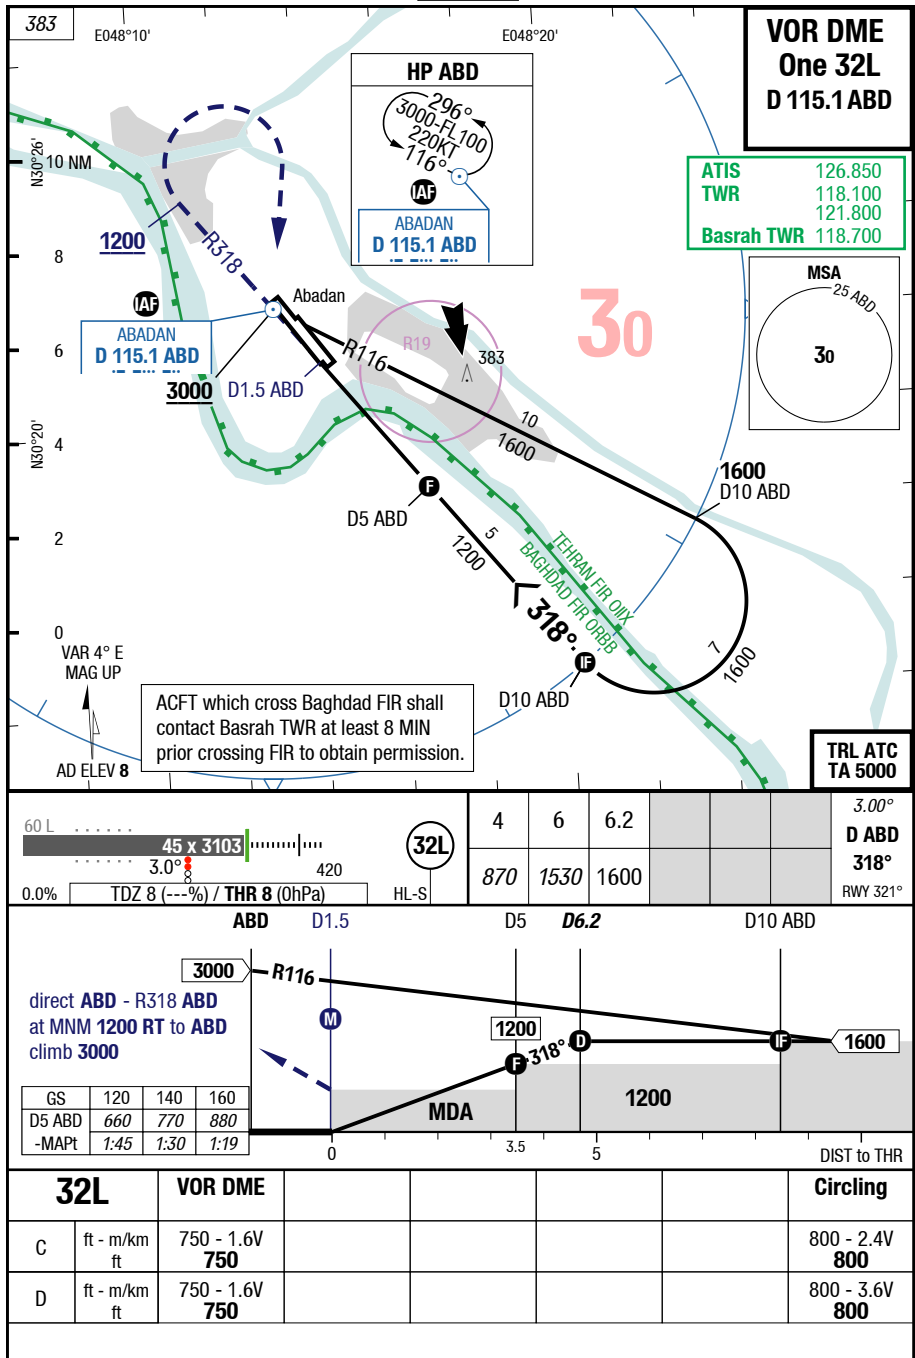 383
E048°10'
E048°20'
VOR DME
One 32L
D 115.1 ABD
HP ABD
296°
3000-FL100
220KT
116°
IAF
ABADAN
D 115.1 ABD
ATIS 126.850
TWR 118.100
121.800
Basrah TWR 118.700
MSA
25 ABD
30
N30°26'
10 NM
8
6
4
2
0
N30°20'
1200
R318
IAF
ABADAN
D 115.1 ABD
3000
Abadan
D1.5 ABD
R116
R19
383
30
10
1600
1600
D10 ABD
F
D5 ABD
5
1200
TEHRAN FIR OIIX
BAGHDAD FIR ORBB
318°
IF
D10 ABD
7
1600
VAR 4° E
MAG UP
AD ELEV 8
ACFT which cross Baghdad FIR shall
contact Basrah TWR at least 8 MIN
prior crossing FIR to obtain permission.
TRL ATC
TA 5000
60 L
45 x 3103
3.0°
420
0.0%
TDZ 8 (---%) / THR 8 (0hPa)
HL-S
32L
4 6 6.2
870 1530 1600
3.00°
D ABD
318°
RWY 321°
ABD D1.5 D5 D6.2 D10 ABD
3000
R116
direct ABD - R318 ABD
at MNM 1200 RT to ABD
climb 3000
M
1200
F
318°
D
IF
1600
MDA
1200
GS 120 140 160
D5 ABD 660 770 880
-MAPt 1:45 1:30 1:19
0
3.5
5
DIST to THR
32L VOR DME Circling
C ft - m/km 750 - 1.6V 800 - 2.4V
ft 750 800
D ft - m/km 750 - 1.6V 800 - 3.6V
ft 750 800